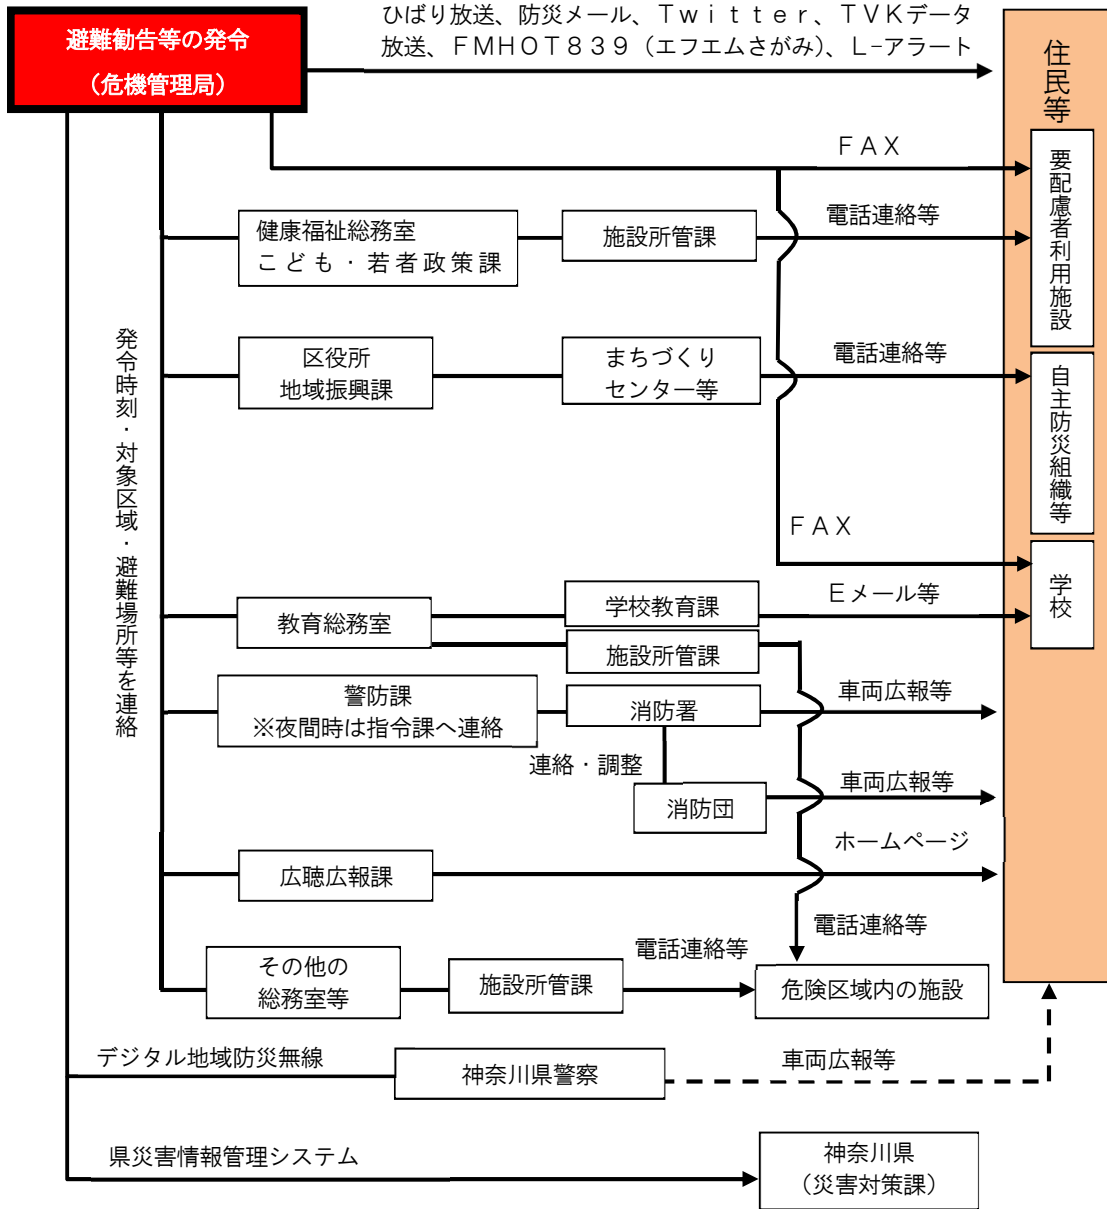 避難勧告等の発令
（危機管理局）
ひばり放送、防災メール、Ｔｗｉｔｔｅｒ、ＴＶＫデータ
放送、ＦＭＨＯＴ８３９（エフエムさがみ）、Ｌ-アラート
住民等
ＦＡＸ
要配慮者利用施設
健康福祉総務室
こども・若者政策課
施設所管課
電話連絡等
発令時刻・対象区域・避難場所等を連絡
区役所
地域振興課
まちづくり
センター等
電話連絡等
自主防災組織等
ＦＡＸ
学校
教育総務室
学校教育課
Ｅメール等
施設所管課
警防課
※夜間時は指令課へ連絡
消防署
車両広報等
連絡・調整
消防団
車両広報等
広聴広報課
ホームページ
電話連絡等
その他の
総務室等
施設所管課
電話連絡等
危険区域内の施設
デジタル地域防災無線
神奈川県警察
車両広報等
県災害情報管理システム
神奈川県
（災害対策課）